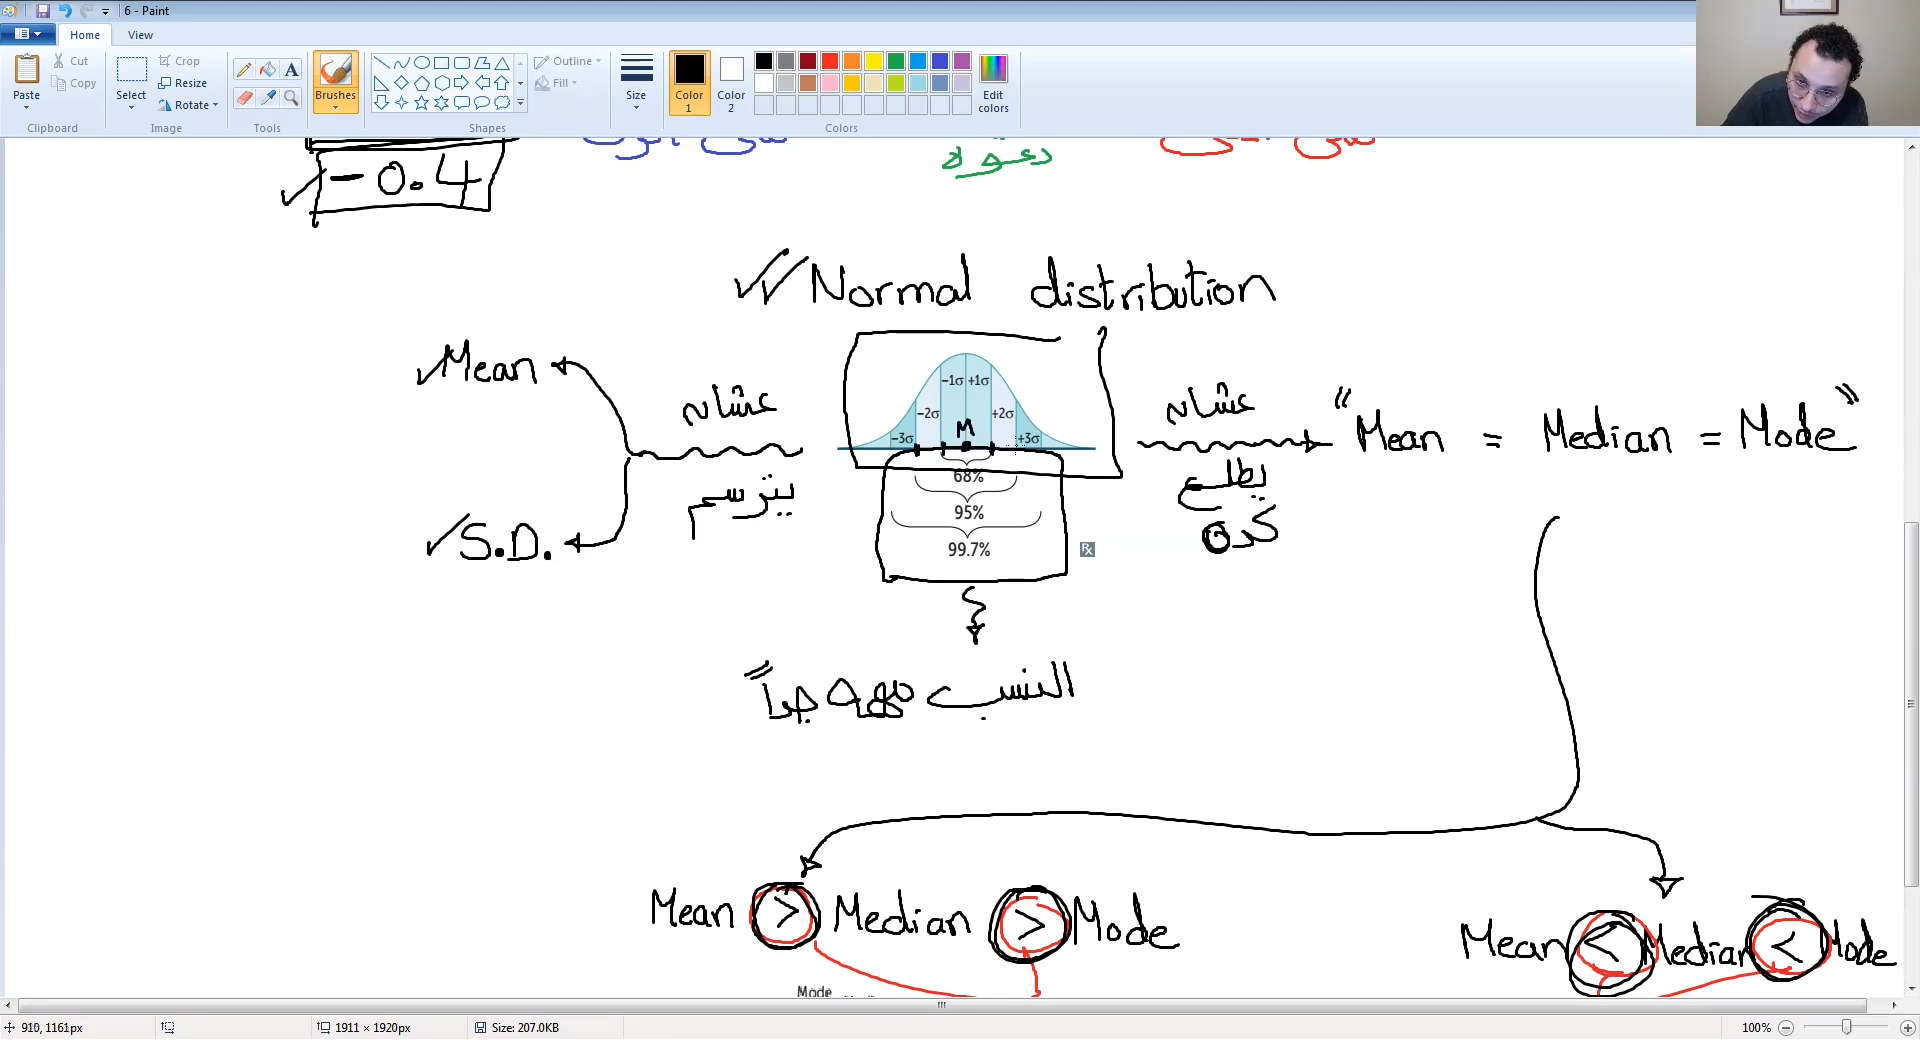 6 - Paint
Home View
Paste
Cut
Copy
Clipboard
Select
Crop
Resize
Rotate
Image
Tools
Brushes
Shapes
Outline
Fill
Size
Color 1
Color 2
Edit colors
Colors
- 0.4
Normal distribution
Mean
S.D.
عشان
يترسم
-3σ -2σ -1σ +1σ +2σ +3σ
M
68%
95%
99.7%
℞
عشان
يطلع
كده
"Mean = Median = Mode"
النسب مهمة جداً
Mean > Median > Mode
Mean < Median < Mode
Mode
910, 1161px
1911 × 1920px
Size: 207.0KB
100%